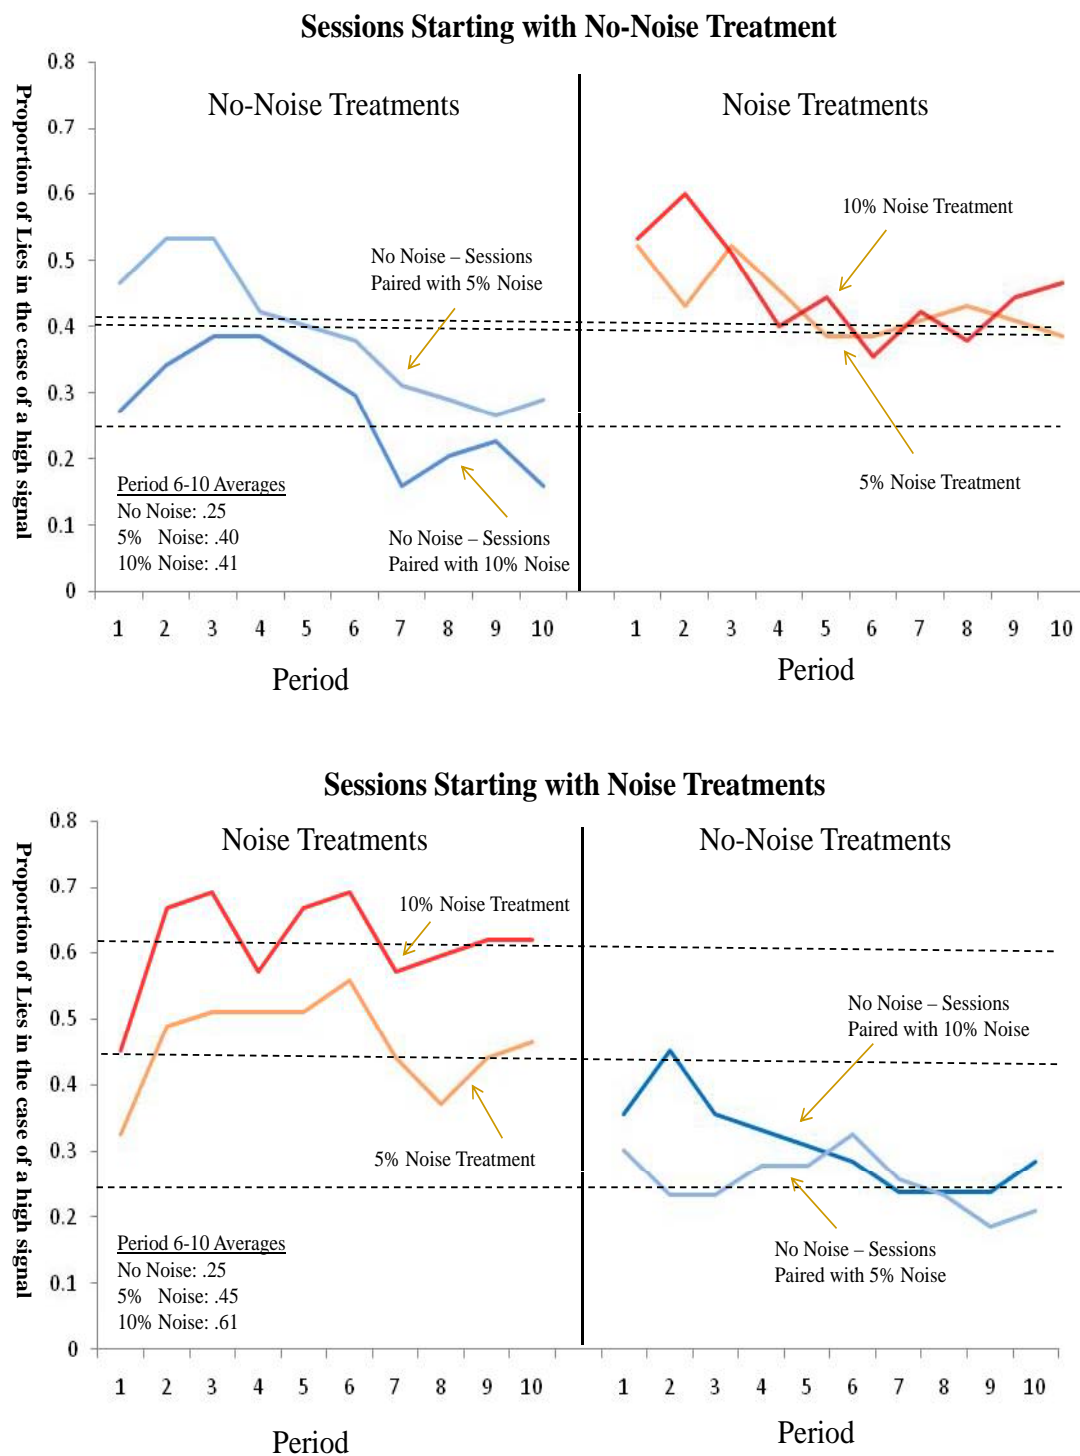 Sessions Starting with No-Noise Treatment
Proportion of Lies in the case of a high signal
0.8
0.7
0.6
0.5
0.4
0.3
0.2
0.1
0
No-Noise Treatments
Noise Treatments
No Noise – Sessions
Paired with 5% Noise
10% Noise Treatment
5% Noise Treatment
Period 6-10 Averages
No Noise: .25
5% Noise: .40
10% Noise: .41
No Noise – Sessions
Paired with 10% Noise
1 2 3 4 5 6 7 8 9 10
1 2 3 4 5 6 7 8 9 10
Period
Period
Sessions Starting with Noise Treatments
Proportion of Lies in the case of a high signal
0.8
0.7
0.6
0.5
0.4
0.3
0.2
0.1
0
Noise Treatments
No-Noise Treatments
10% Noise Treatment
5% Noise Treatment
No Noise – Sessions
Paired with 10% Noise
Period 6-10 Averages
No Noise: .25
5% Noise: .45
10% Noise: .61
No Noise – Sessions
Paired with 5% Noise
1 2 3 4 5 6 7 8 9 10
1 2 3 4 5 6 7 8 9 10
Period
Period